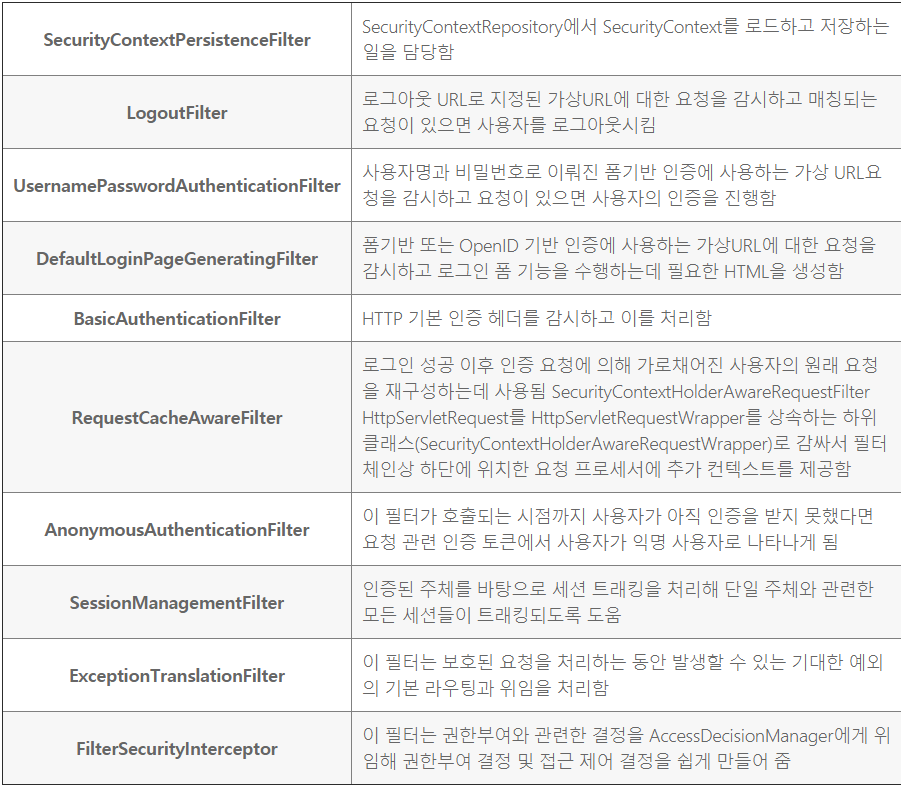 SecurityContextPersistenceFilter
SecurityContextRepository에서 SecurityContext를 로드하고 저장하는
일을 담당함
LogoutFilter
로그아웃 URL로 지정된 가상URL에 대한 요청을 감시하고 매칭되는
요청이 있으면 사용자를 로그아웃시킴
UsernamePasswordAuthenticationFilter
사용자명과 비밀번호로 이뤄진 폼기반 인증에 사용하는 가상 URL요
청을 감시하고 요청이 있으면 사용자의 인증을 진행함
DefaultLoginPageGeneratingFilter
폼기반 또는 OpenID 기반 인증에 사용하는 가상URL에 대한 요청을
감시하고 로그인 폼 기능을 수행하는데 필요한 HTML을 생성함
BasicAuthenticationFilter
HTTP 기본 인증 헤더를 감시하고 이를 처리함
RequestCacheAwareFilter
로그인 성공 이후 인증 요청에 의해 가로채어진 사용자의 원래 요청
을 재구성하는데 사용됨 SecurityContextHolderAwareRequestFilter
HttpServletRequest를 HttpServletRequestWrapper를 상속하는 하위
클래스(SecurityContextHolderAwareRequestWrapper)로 감싸서 필터
체인상 하단에 위치한 요청 프로세서에 추가 컨텍스트를 제공함
AnonymousAuthenticationFilter
이 필터가 호출되는 시점까지 사용자가 아직 인증을 받지 못했다면
요청 관련 인증 토큰에서 사용자가 익명 사용자로 나타나게 됨
SessionManagementFilter
인증된 주체를 바탕으로 세션 트래킹을 처리해 단일 주체와 관련한
모든 세션들이 트래킹되도록 도움
ExceptionTranslationFilter
이 필터는 보호된 요청을 처리하는 동안 발생할 수 있는 기대한 예외
의 기본 라우팅과 위임을 처리함
FilterSecurityInterceptor
이 필터는 권한부여와 관련한 결정을 AccessDecisionManager에게 위
임해 권한부여 결정 및 접근 제어 결정을 쉽게 만들어 줌